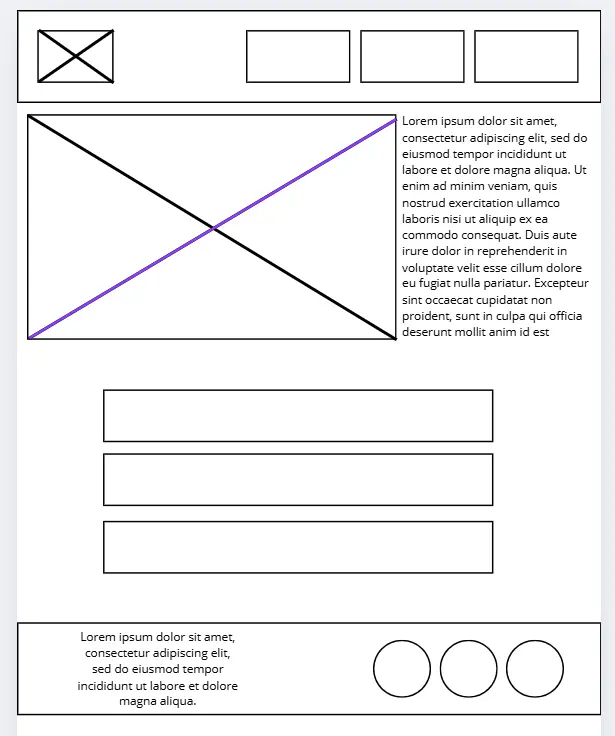 Lorem ipsum dolor sit amet,
consectetur adipiscing elit, sed do
eiusmod tempor incididunt ut
labore et dolore magna aliqua. Ut
enim ad minim veniam, quis
nostrud exercitation ullamco
laboris nisi ut aliquip ex ea
commodo consequat. Duis aute
irure dolor in reprehenderit in
voluptate velit esse cillum dolore
eu fugiat nulla pariatur. Excepteur
sint occaecat cupidatat non
proident, sunt in culpa qui officia
deserunt mollit anim id est
Lorem ipsum dolor sit amet,
consectetur adipiscing elit,
sed do eiusmod tempor
incididunt ut labore et dolore
magna aliqua.